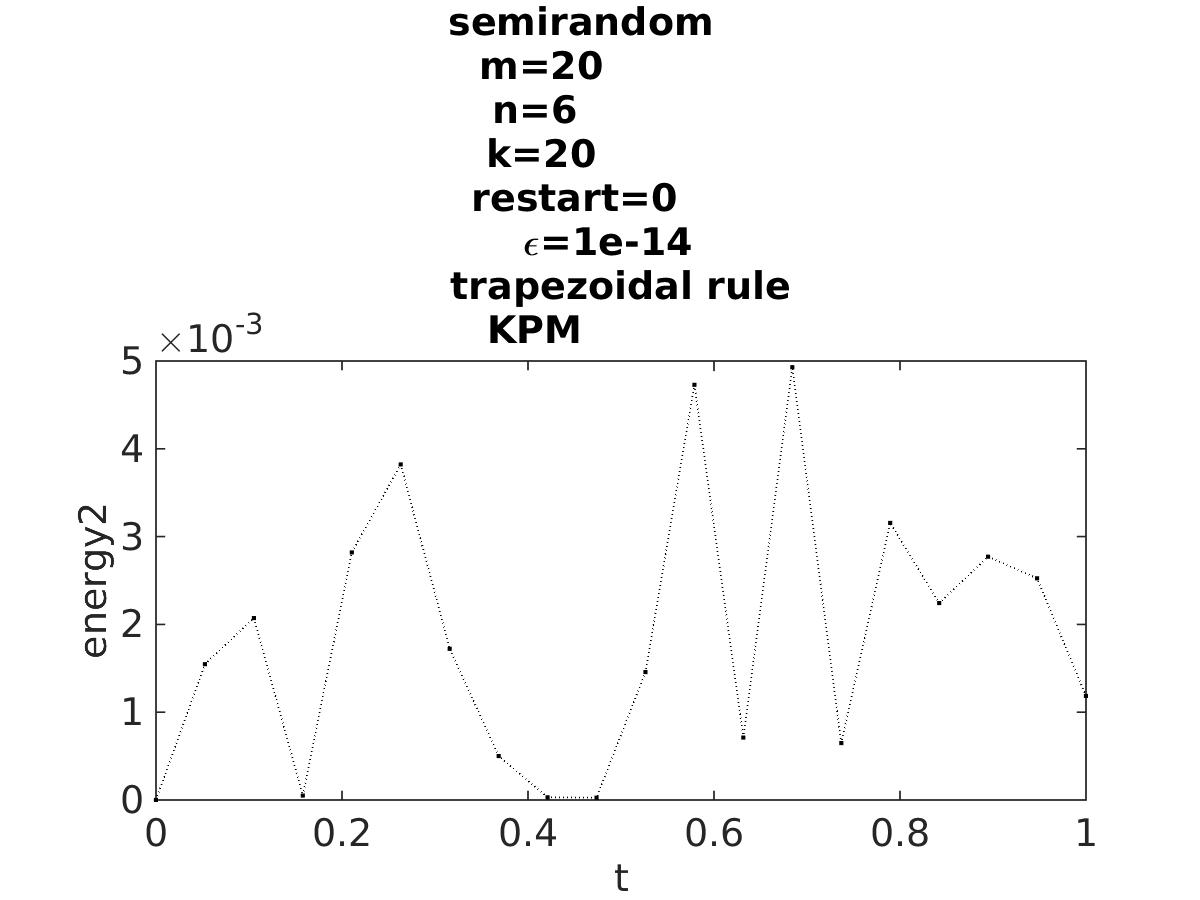 semirandom
m=20
n=6
k=20
restart=0
ϵ=1e-14
trapezoidal rule
KPM
×10-3
5
4
3
2
1
0
energy2
0 0.2 0.4 0.6 0.8 1
t